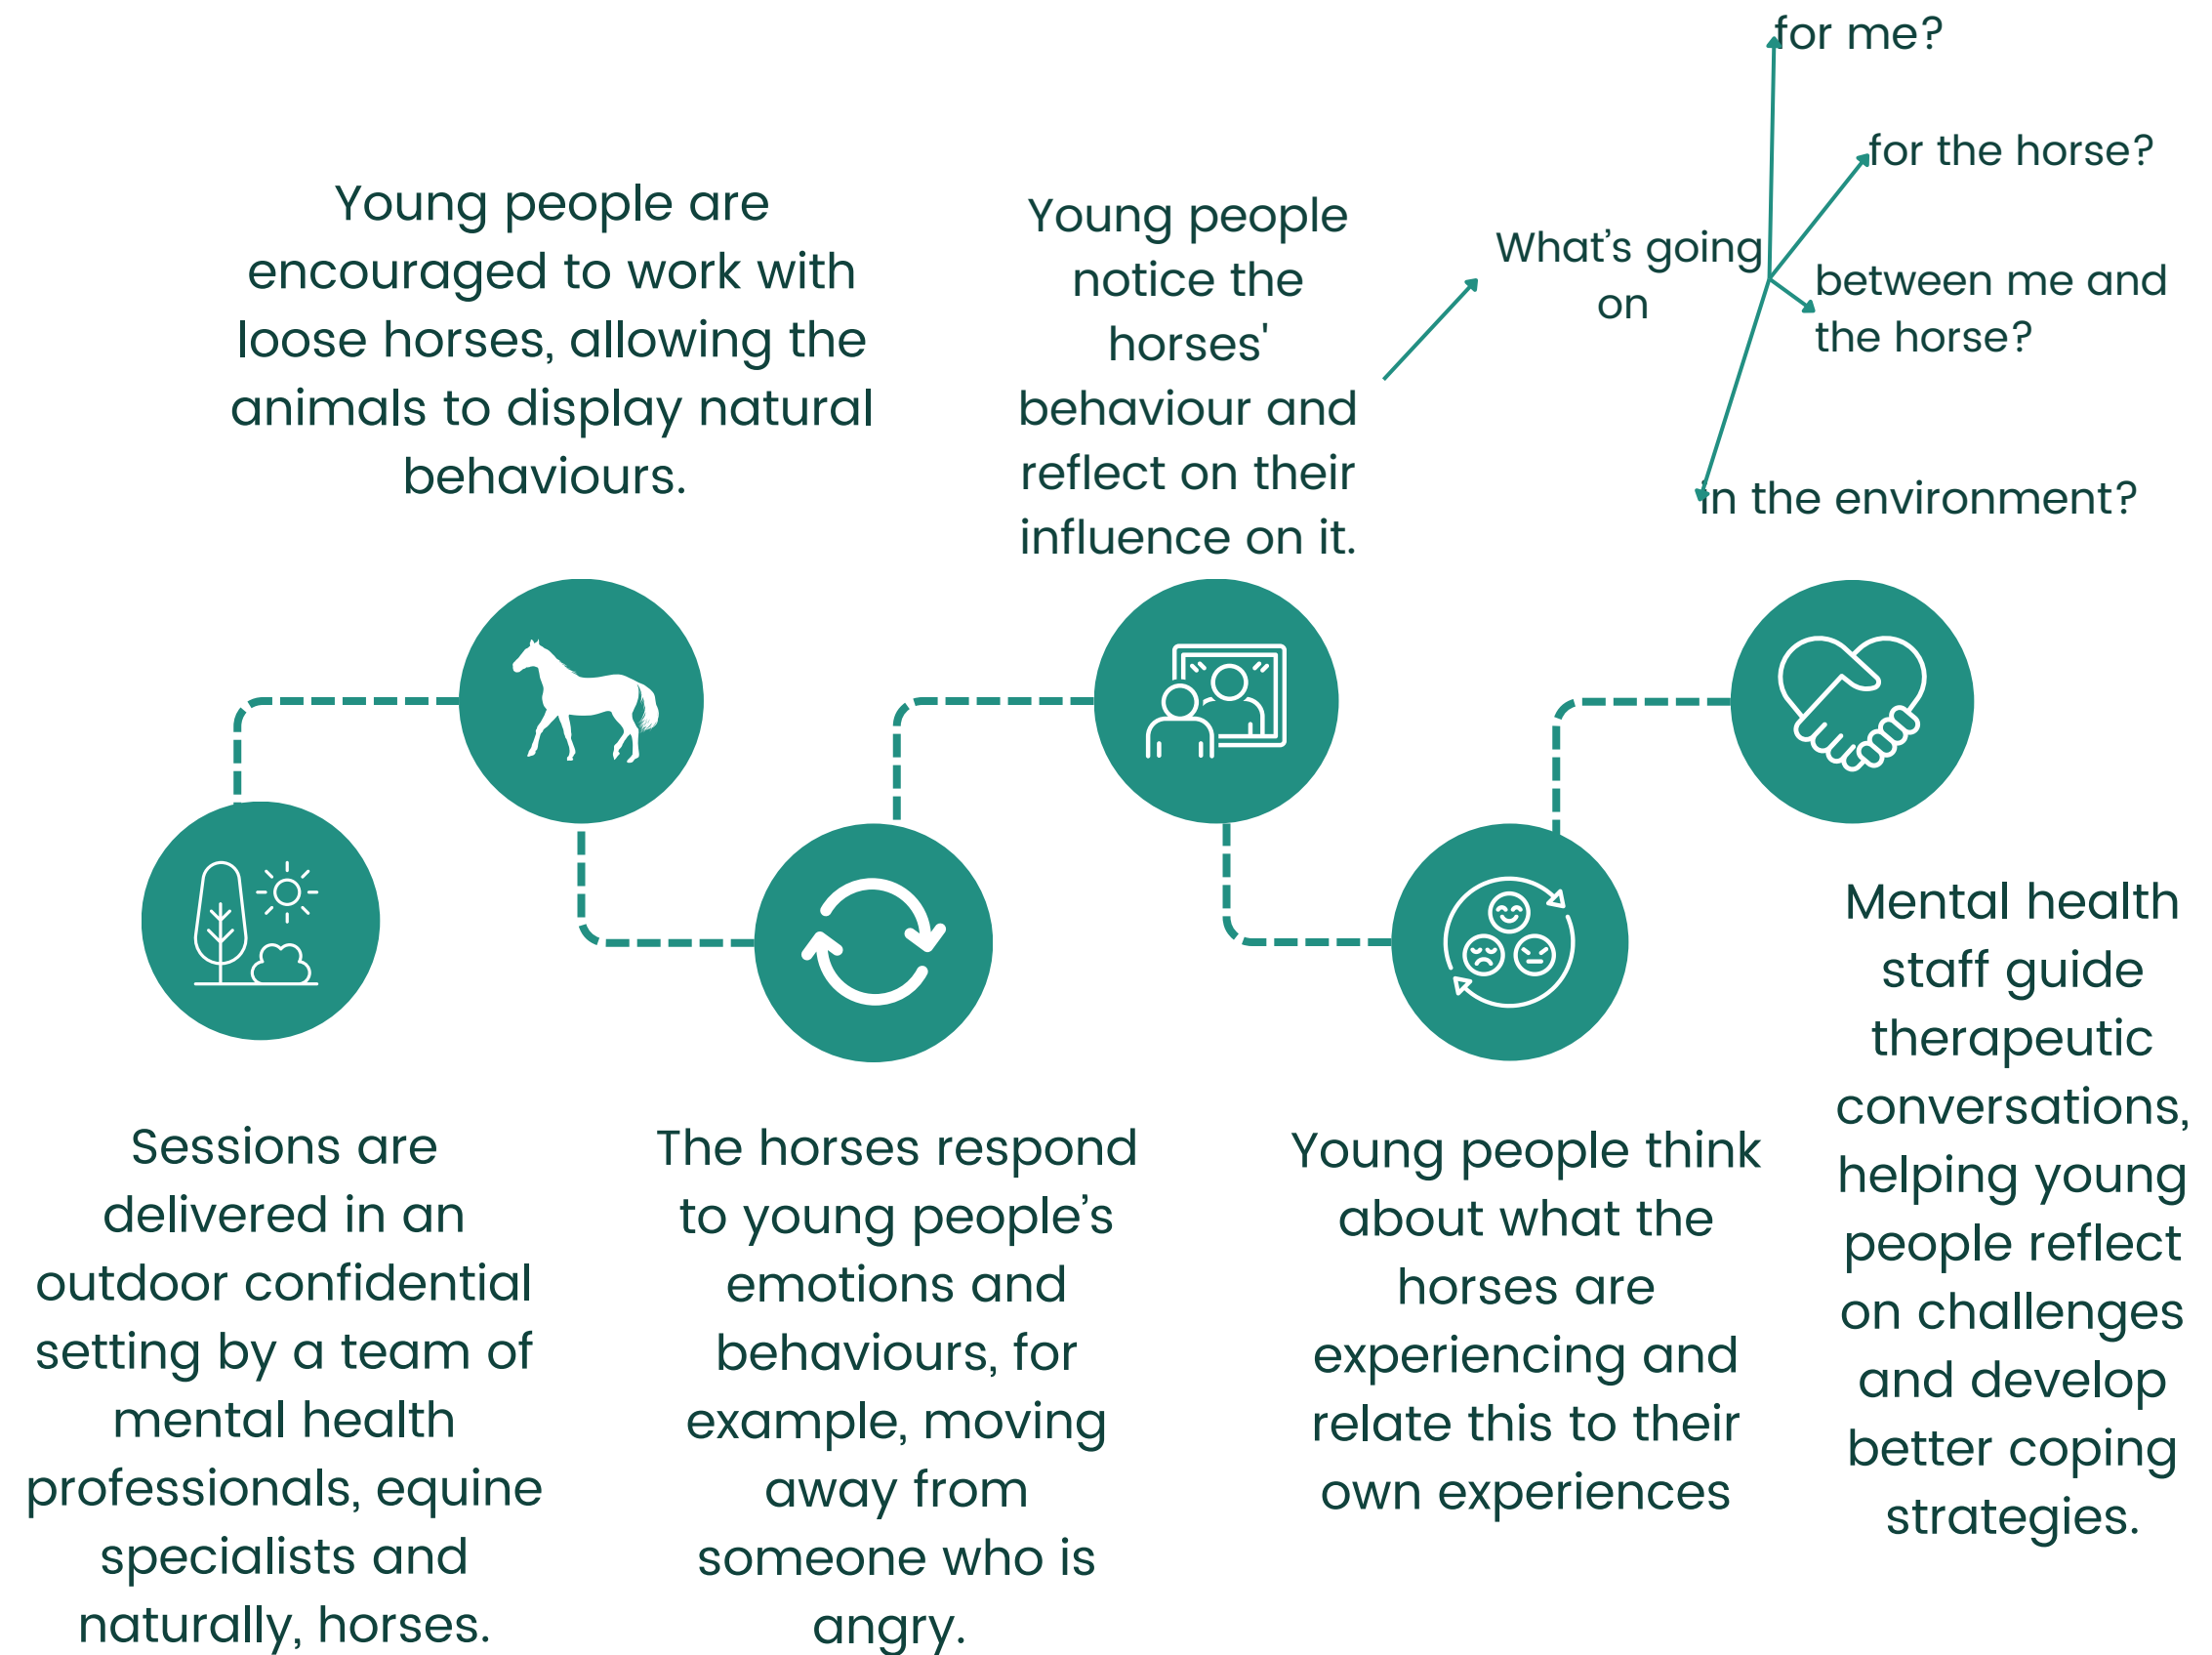 Sessions are
delivered in an
outdoor confidential
setting by a team of
mental health
professionals, equine
specialists and
naturally, horses.
Young people are
encouraged to work with
loose horses, allowing the
animals to display natural
behaviours.
The horses respond
to young people’s
emotions and
behaviours, for
example, moving
away from
someone who is
angry.
Young people
notice the
horses'
behaviour and
reflect on their
influence on it.
What’s going
on
for me?
for the horse?
between me and
the horse?
in the environment?
Young people think
about what the
horses are
experiencing and
relate this to their
own experiences
Mental health
staff guide
therapeutic
conversations,
helping young
people reflect
on challenges
and develop
better coping
strategies.